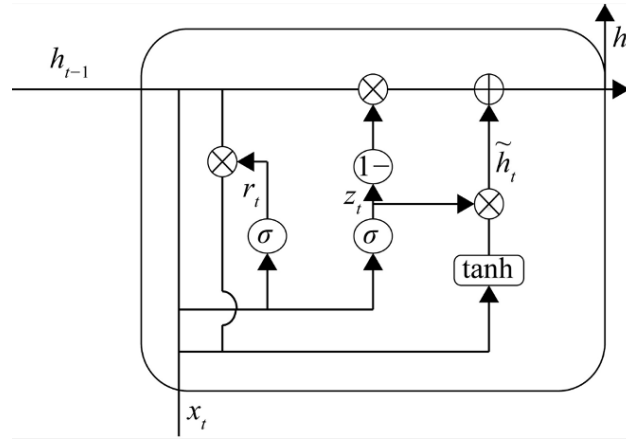 h
h_{t-1}
1−
h̃_t
r_t
z_t
σ
σ
tanh
x_t